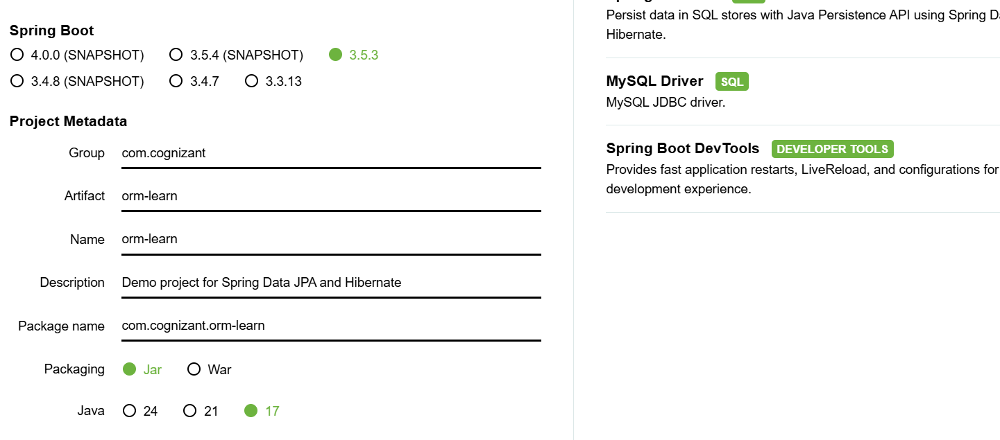 Spring Boot
4.0.0 (SNAPSHOT) 3.5.4 (SNAPSHOT) 3.5.3
3.4.8 (SNAPSHOT) 3.4.7 3.3.13
Project Metadata
Group com.cognizant
Artifact orm-learn
Name orm-learn
Description Demo project for Spring Data JPA and Hibernate
Package name com.cognizant.orm-learn
Packaging Jar War
Java 24 21 17
Persist data in SQL stores with Java Persistence API using Spring
Hibernate.
MySQL Driver SQL
MySQL JDBC driver.
Spring Boot DevTools DEVELOPER TOOLS
Provides fast application restarts, LiveReload, and configurations for
development experience.